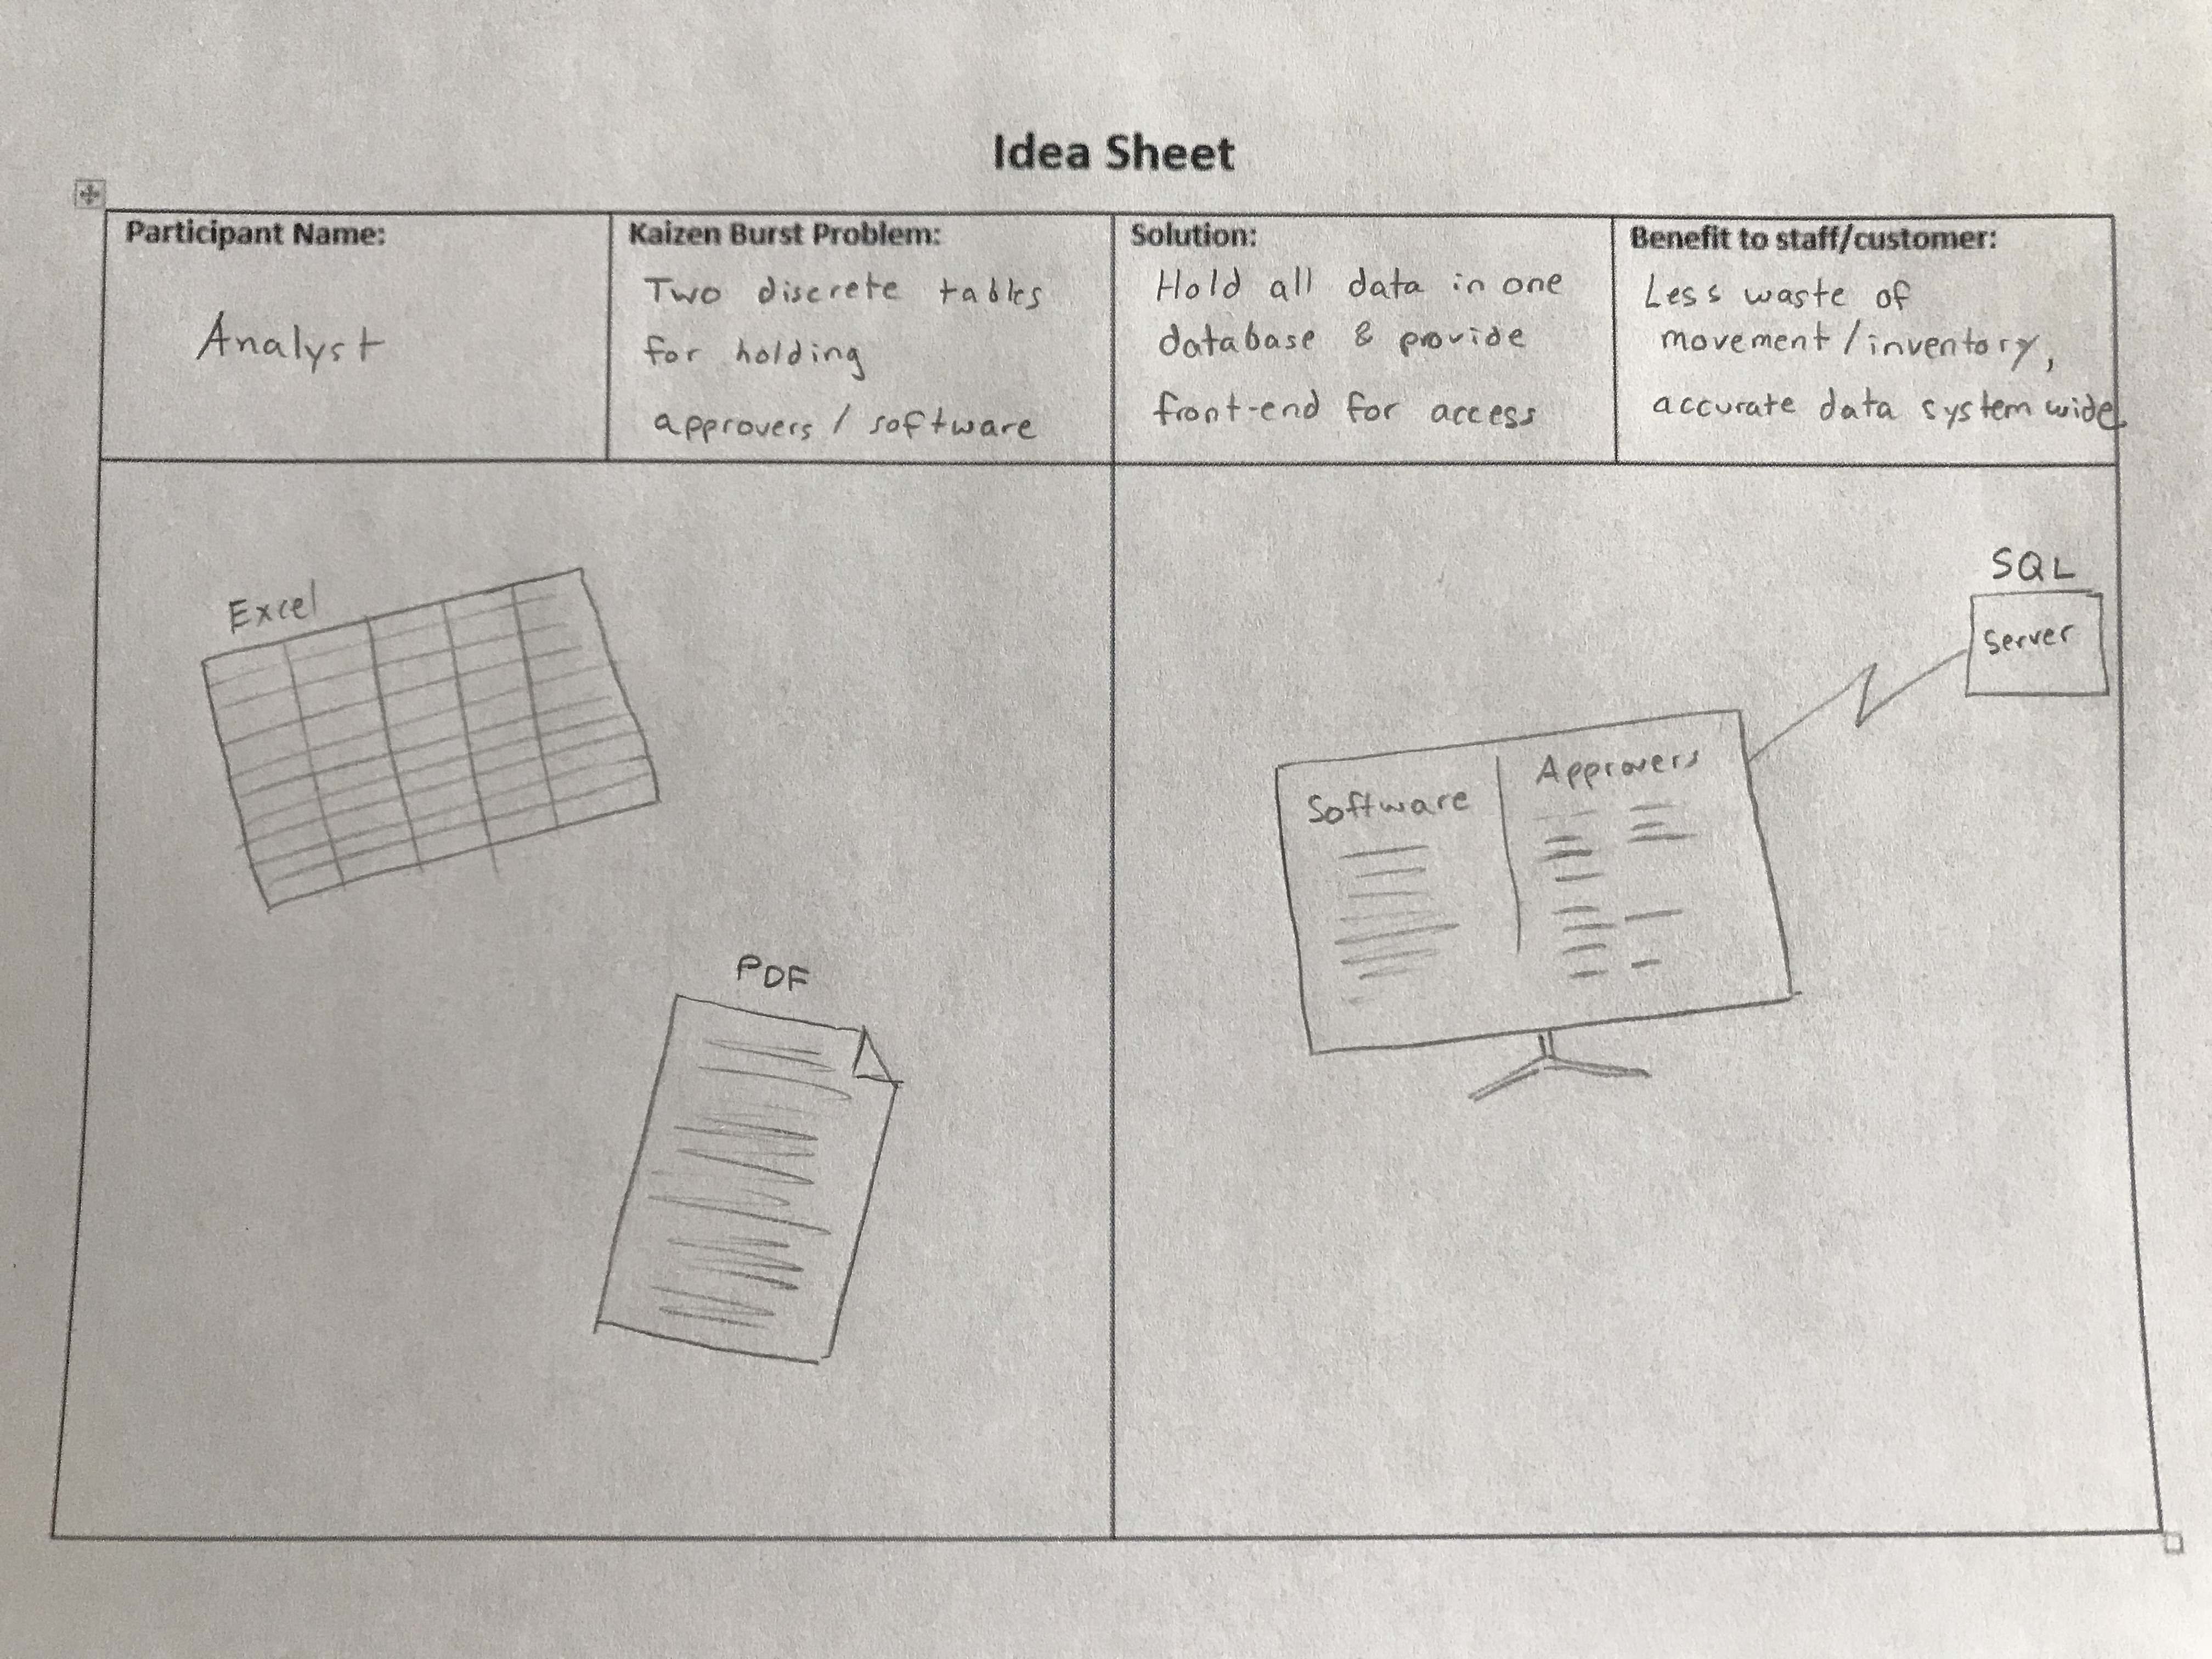 Idea Sheet
Participant Name:
Analyst
Kaizen Burst Problem:
Two discrete tables
for holding
approvers / software
Solution:
Hold all data in one
database & provide
front-end for access
Benefit to staff/customer:
Less waste of
movement/inventory,
accurate data system wide
Excel
PDF
Software
Approvers
SQL
Server